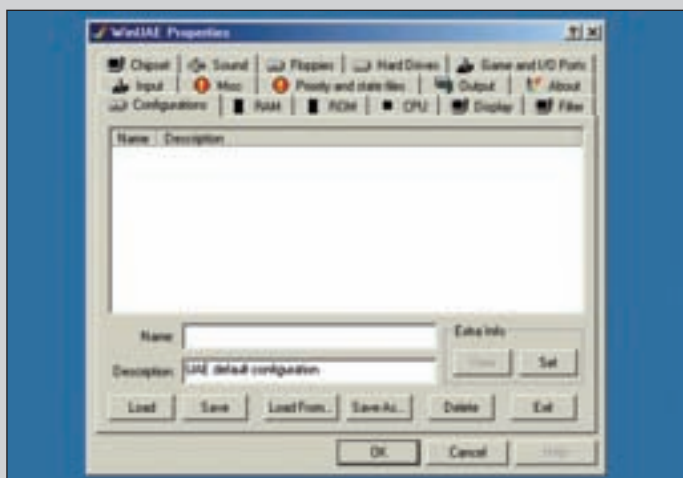 WinUAE Properties
Chipset Sound Floppies Hard Drives Game and I/O Ports
Input Misc Priority and state files Output About
Configurations RAM ROM CPU Display Filter
Name Description
Name:
Extra Info
Description: UAE default configuration
View Set
Load Save Load From... Save As... Delete Exit
OK Cancel Help